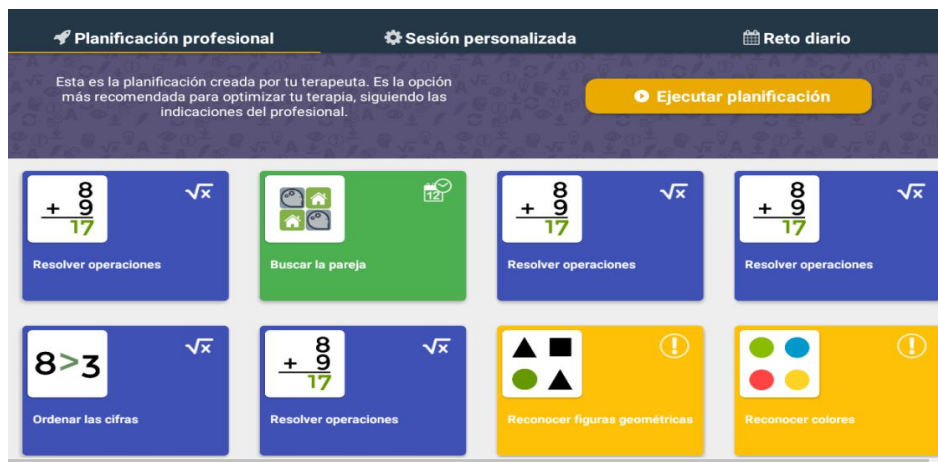 Planificación profesional
Sesión personalizada
Reto diario
Esta es la planificación creada por tu terapeuta. Es la opción
más recomendada para optimizar tu terapia, siguiendo las
indicaciones del profesional.
Ejecutar planificación
8
+ 9
17
√x
Resolver operaciones
12
Buscar la pareja
8
+ 9
17
√x
Resolver operaciones
8
+ 9
17
√x
Resolver operaciones
8>3
√x
Ordenar las cifras
8
+ 9
17
√x
Resolver operaciones
!
Reconocer figuras geométricas
!
Reconocer colores